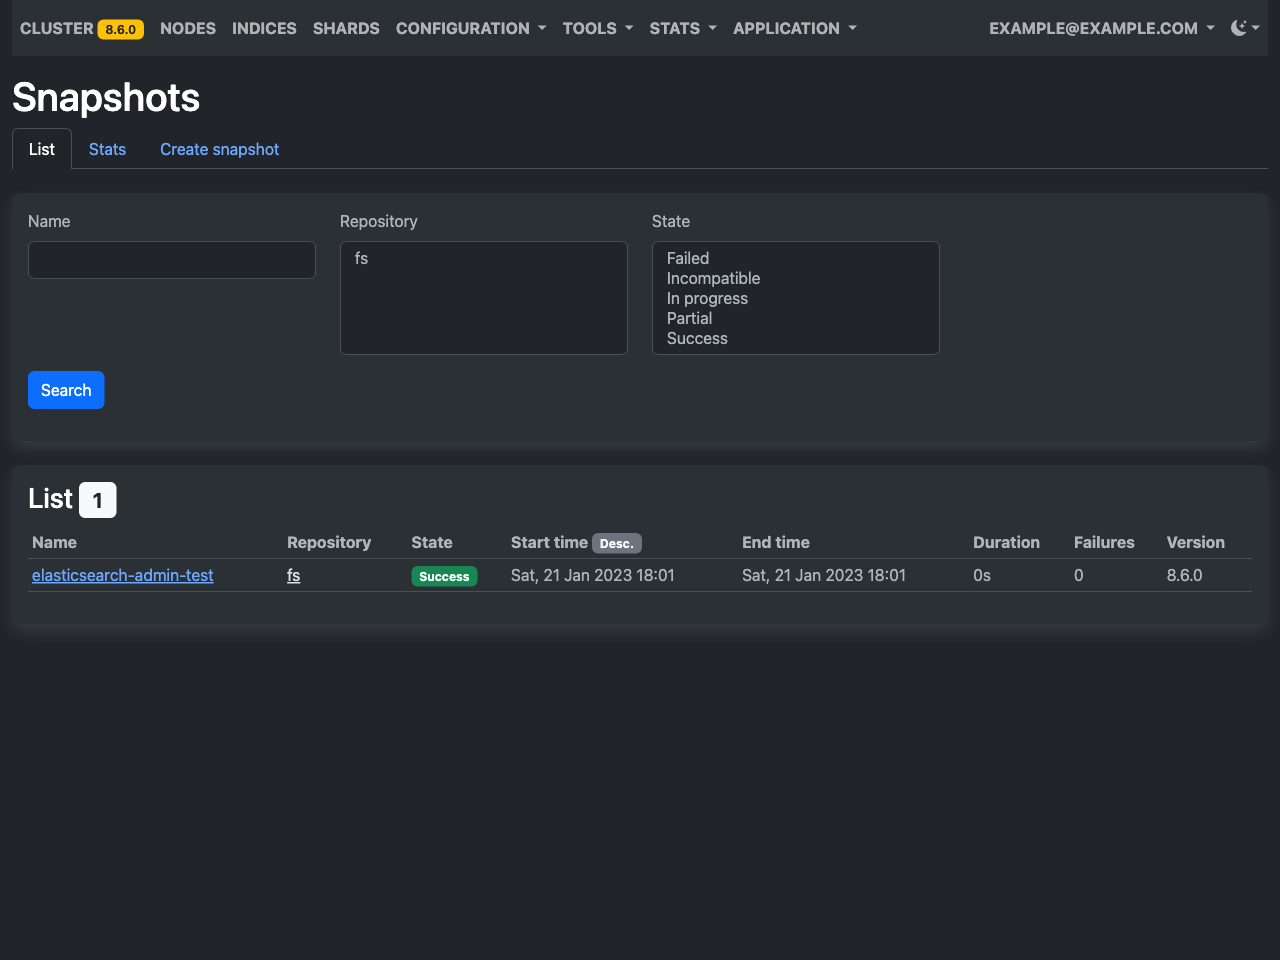 CLUSTER 8.6.0 NODES INDICES SHARDS CONFIGURATION TOOLS STATS APPLICATION EXAMPLE@EXAMPLE.COM
Snapshots
List Stats Create snapshot
Name Repository State
fs Failed
Incompatible
In progress
Partial
Success
Search
List 1
Name Repository State Start time Desc. End time Duration Failures Version
elasticsearch-admin-test fs Success Sat, 21 Jan 2023 18:01 Sat, 21 Jan 2023 18:01 0s 0 8.6.0